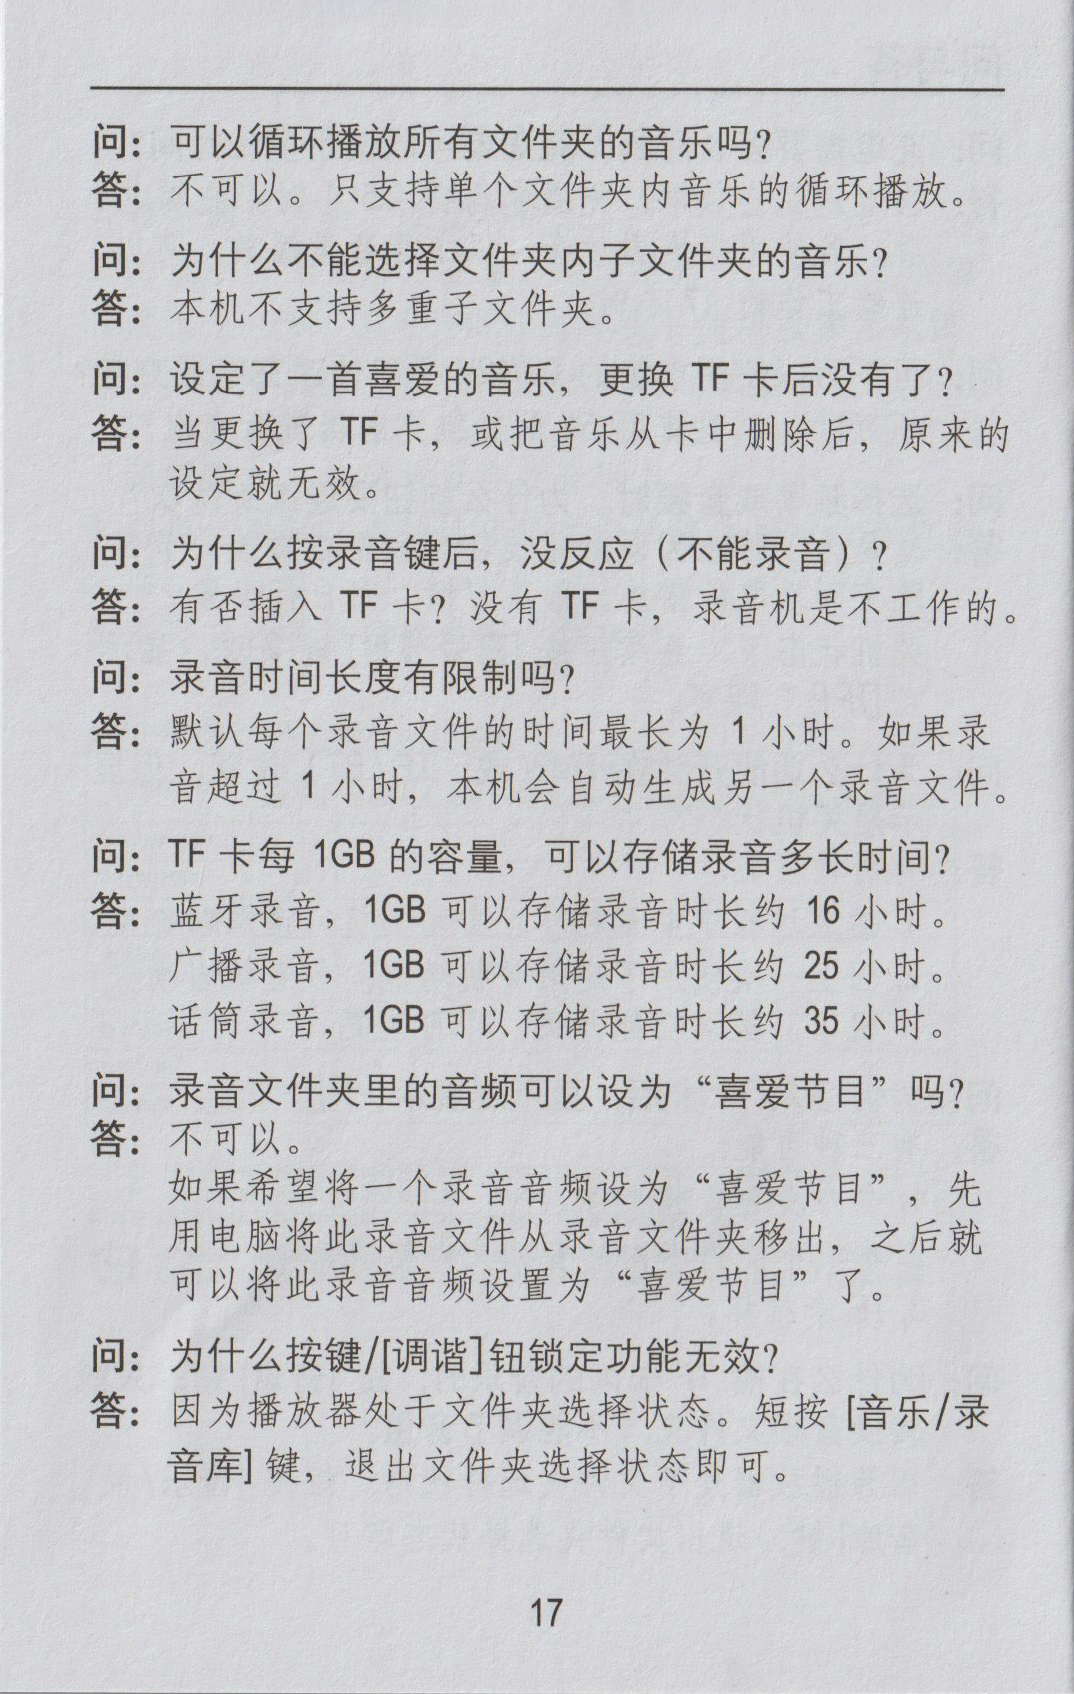 问：可以循环播放所有文件夹的音乐吗？
答：不可以。只支持单个文件夹内音乐的循环播放。
问：为什么不能选择文件夹内子文件夹的音乐？
答：本机不支持多重子文件夹。
问：设定了一首喜爱的音乐，更换 TF 卡后没有了？
答：当更换了 TF 卡，或把音乐从卡中删除后，原来的
设定就无效。
问：为什么按录音键后，没反应（不能录音）？
答：有否插入 TF 卡？没有 TF 卡，录音机是不工作的。
问：录音时间长度有限制吗？
答：默认每个录音文件的时间最长为 1 小时。如果录
音超过 1 小时，本机会自动生成另一个录音文件。
问：TF 卡每 1GB 的容量，可以存储录音多长时间？
答：蓝牙录音，1GB 可以存储录音时长约 16 小时。
广播录音，1GB 可以存储录音时长约 25 小时。
话筒录音，1GB 可以存储录音时长约 35 小时。
问：录音文件夹里的音频可以设为“喜爱节目”吗？
答：不可以。
如果希望将一个录音音频设为“喜爱节目”，先
用电脑将此录音文件从录音文件夹移出，之后就
可以将此录音音频设置为“喜爱节目”了。
问：为什么按键/[调谐]钮锁定功能无效？
答：因为播放器处于文件夹选择状态。短按 [音乐/录
音库] 键，退出文件夹选择状态即可。
17